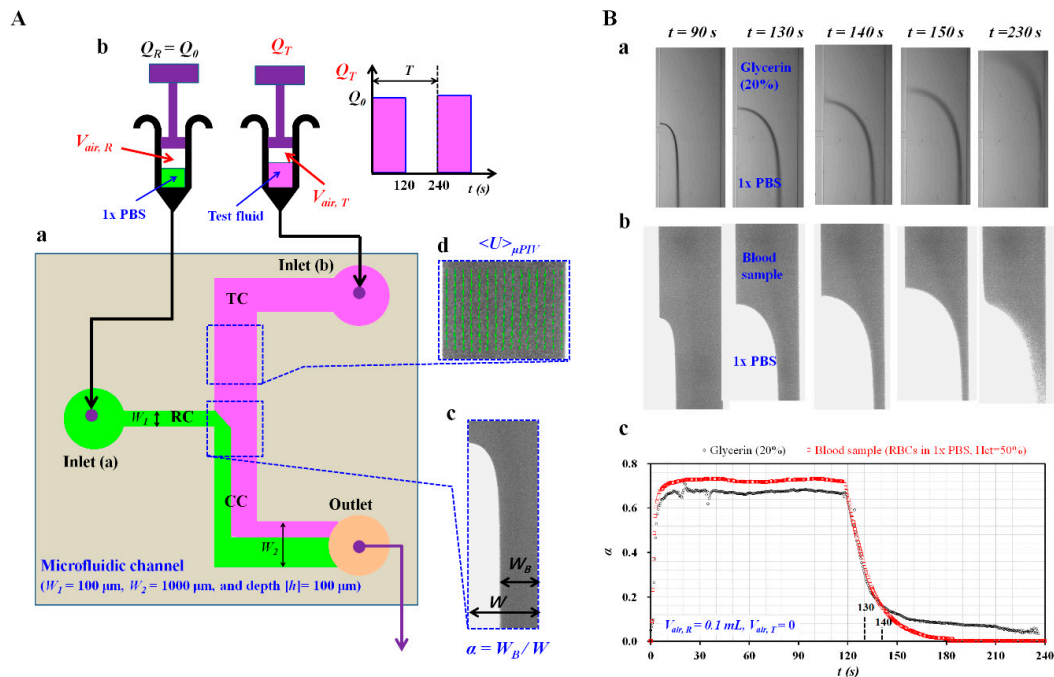 A
b
Q_R = Q_0
Q_T
V_air, R
1x PBS
Test fluid
V_air, T
Q_T
Q_0
T
120
240
t (s)
a
Inlet (b)
TC
W_1
RC
Inlet (a)
CC
Outlet
W_2
Microfluidic channel
(W_1 = 100 μm, W_2 = 1000 μm, and depth [h]= 100 μm)
d
<U>_μPIV
c
W_B
W
α = W_B / W
B
t = 90 s
t = 130 s
t = 140 s
t = 150 s
t =230 s
a
Glycerin
(20%)
1x PBS
b
Blood
sample
1x PBS
c
Glycerin (20%)
Blood sample (RBCs in 1x PBS, Hct=50%)
0.8
0.6
0.4
0.2
0.0
α
130
140
V_air, R = 0.1 mL, V_air, T = 0
0
30
60
90
120
150
180
210
240
t (s)